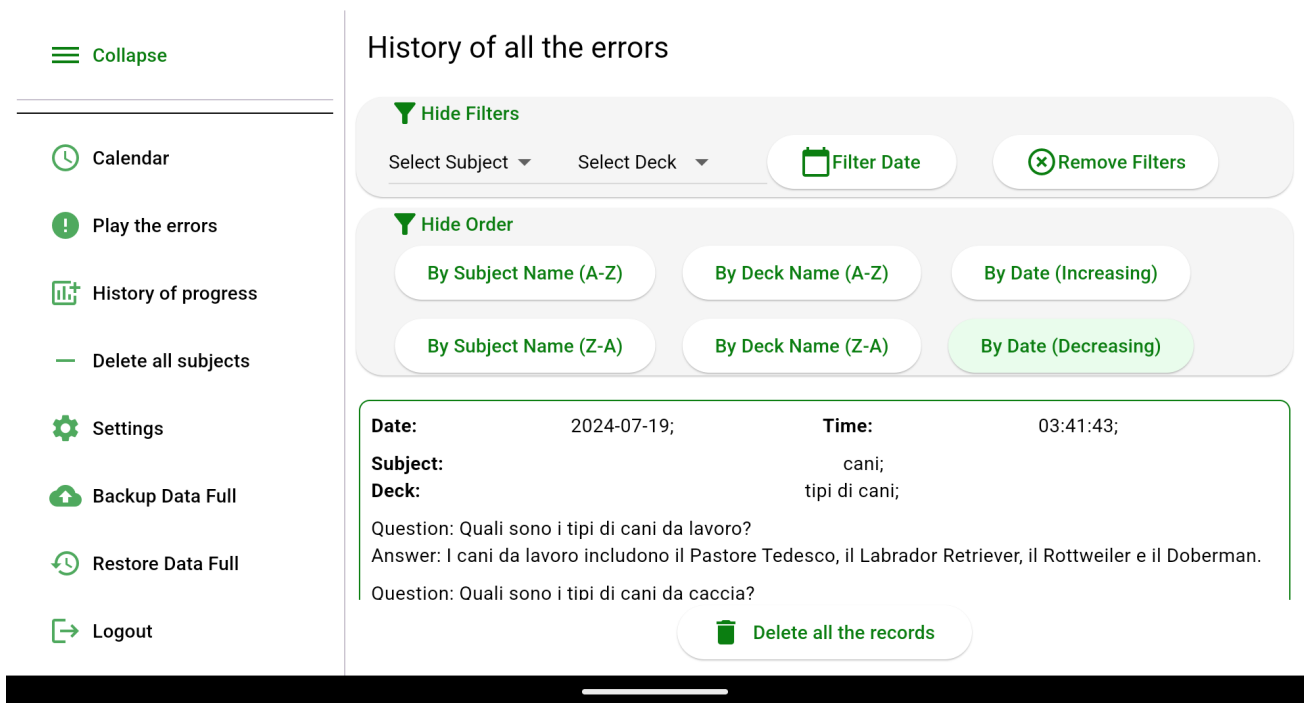 Collapse
Calendar
Play the errors
History of progress
Delete all subjects
Settings
Backup Data Full
Restore Data Full
Logout
History of all the errors
Hide Filters
Select Subject Select Deck Filter Date Remove Filters
Hide Order
By Subject Name (A-Z) By Deck Name (A-Z) By Date (Increasing)
By Subject Name (Z-A) By Deck Name (Z-A) By Date (Decreasing)
Date: 2024-07-19; Time: 03:41:43;
Subject: cani;
Deck: tipi di cani;
Question: Quali sono i tipi di cani da lavoro?
Answer: I cani da lavoro includono il Pastore Tedesco, il Labrador Retriever, il Rottweiler e il Doberman.
Question: Quali sono i tipi di cani da caccia?
Delete all the records